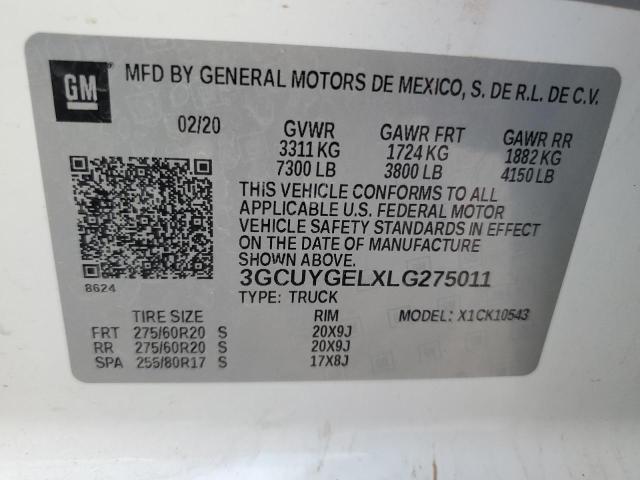 GM
MFD BY GENERAL MOTORS DE MEXICO, S. DE R.L. DE C.V.
02/20 GVWR GAWR FRT GAWR RR
3311 KG 1724 KG 1882 KG
7300 LB 3800 LB 4150 LB
THIS VEHICLE CONFORMS TO ALL
APPLICABLE U.S. FEDERAL MOTOR
VEHICLE SAFETY STANDARDS IN EFFECT
ON THE DATE OF MANUFACTURE
SHOWN ABOVE.
8624
3GCUYGELXLG275011
TYPE: TRUCK
TIRE SIZE RIM MODEL: X1CK10543
FRT 275/60R20 S 20X9J
RR 275/60R20 S 20X9J
SPA 255/80R17 S 17X8J